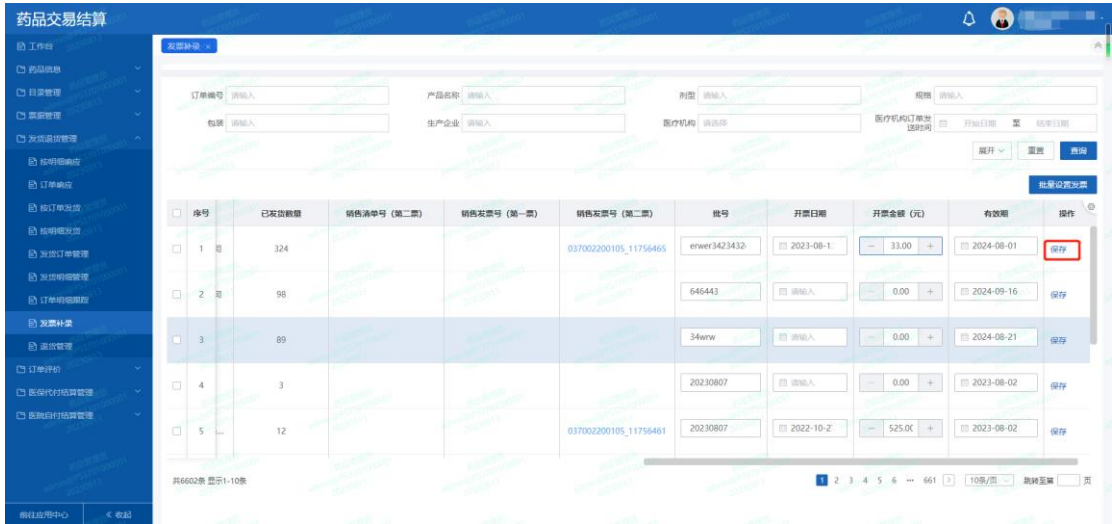 药品交易结算
工作台
发票补录 ×
药品信息
目录管理
票据管理
发货退货管理
按明细响应
订单响应
按订单发货
按明细发货
发货订单管理
发货明细管理
订单明细跟踪
发票补录
退货管理
订单评价
医保代付结算管理
医院自付结算管理
前往应用中心 《 收起
订单编号 请输入 产品名称 请输入 剂型 请输入 规格 请输入
包装 请输入 生产企业 请输入 医疗机构 请选择 医疗机构订单发送时间 开始日期 至 结束日期
展开 重置 查询
批量设置发票
序号 已发货数量 销售清单号（第二票） 销售发票号（第一票） 销售发票号（第二票） 批号 开票日期 开票金额（元） 有效期 操作
1 324 037002200105_11756465 erwer3423432 2023-08-1 － 33.00 + 2024-08-01 保存
2 98 646443 请输入 － 0.00 + 2024-09-16 保存
3 89 34wrw 请输入 － 0.00 + 2024-08-21 保存
4 3 20230807 请输入 － 0.00 + 2023-08-02 保存
5 ... 12 037002200105_11756461 20230807 2022-10-2 － 525.0 + 2023-08-02 保存
共6602条 显示1-10条 1 2 3 4 5 6 ··· 661 > 10条/页 跳转至第 页